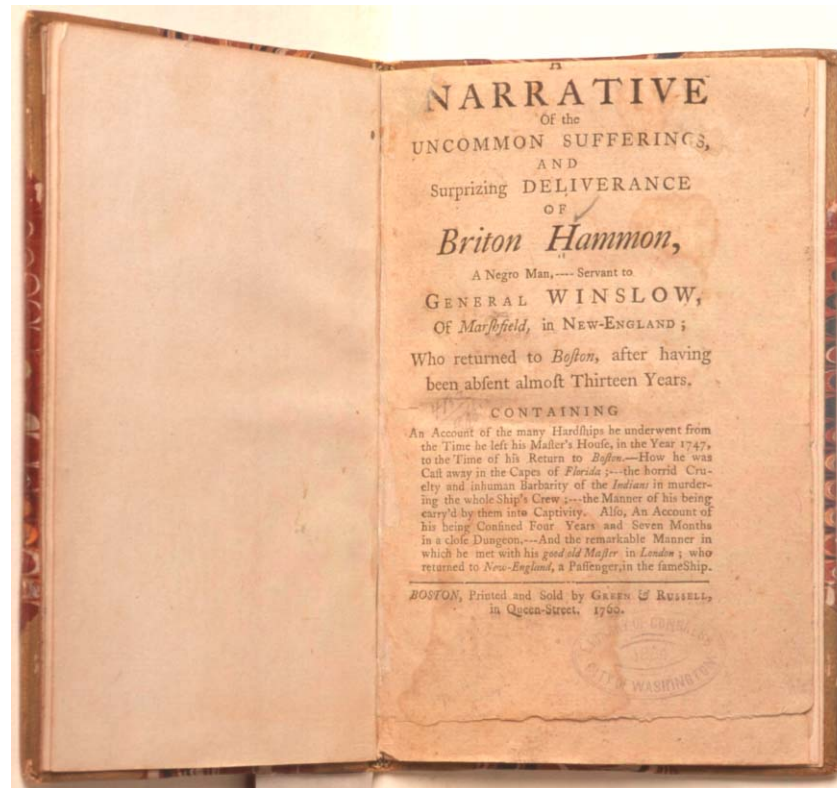 A
NARRATIVE
Of the
UNCOMMON SUFFERINGS,
AND
Surprizing DELIVERANCE
OF
Briton Hammon,
A Negro Man,---- Servant to
GENERAL WINSLOW,
Of Marſhfield, in NEW-ENGLAND ;
Who returned to Boſton, after having
been abſent almoſt Thirteen Years.
CONTAINING
An Account of the many Hardſhips he underwent from
the Time he left his Maſter's Houſe, in the Year 1747,
to the Time of his Return to Boſton.—How he was
Caſt away in the Capes of Florida ;---the horrid Cru-
elty and inhuman Barbarity of the Indians in murder-
ing the whole Ship's Crew ;---the Manner of his being
carry'd by them into Captivity. Alſo, An Account of
his being Confined Four Years and Seven Months
in a cloſe Dungeon.---And the remarkable Manner in
which he met with his good old Maſter in London ; who
returned to New-England, a Paſſenger,in the ſameShip.
BOSTON, Printed and Sold by GREEN & RUSSELL,
in Queen-Street. 1760.
OF CONGRESS
CITY WASHINGTON